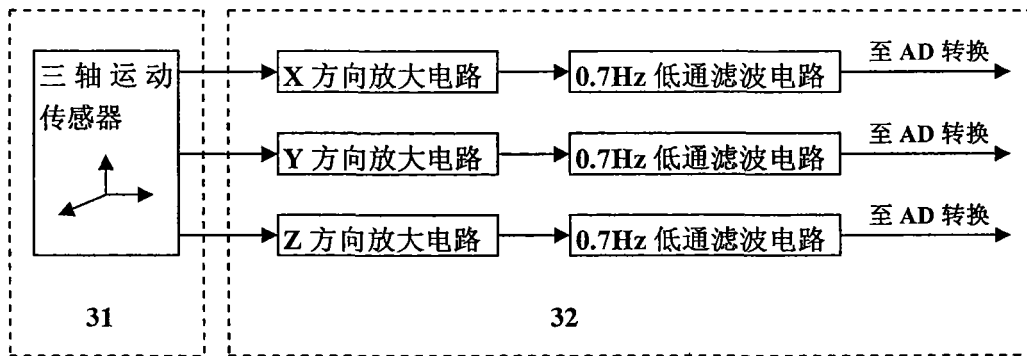 三轴运动
传感器
X 方向放大电路
0.7Hz 低通滤波电路
至 AD 转换
Y 方向放大电路
0.7Hz 低通滤波电路
至 AD 转换
Z 方向放大电路
0.7Hz 低通滤波电路
至 AD 转换
31
32